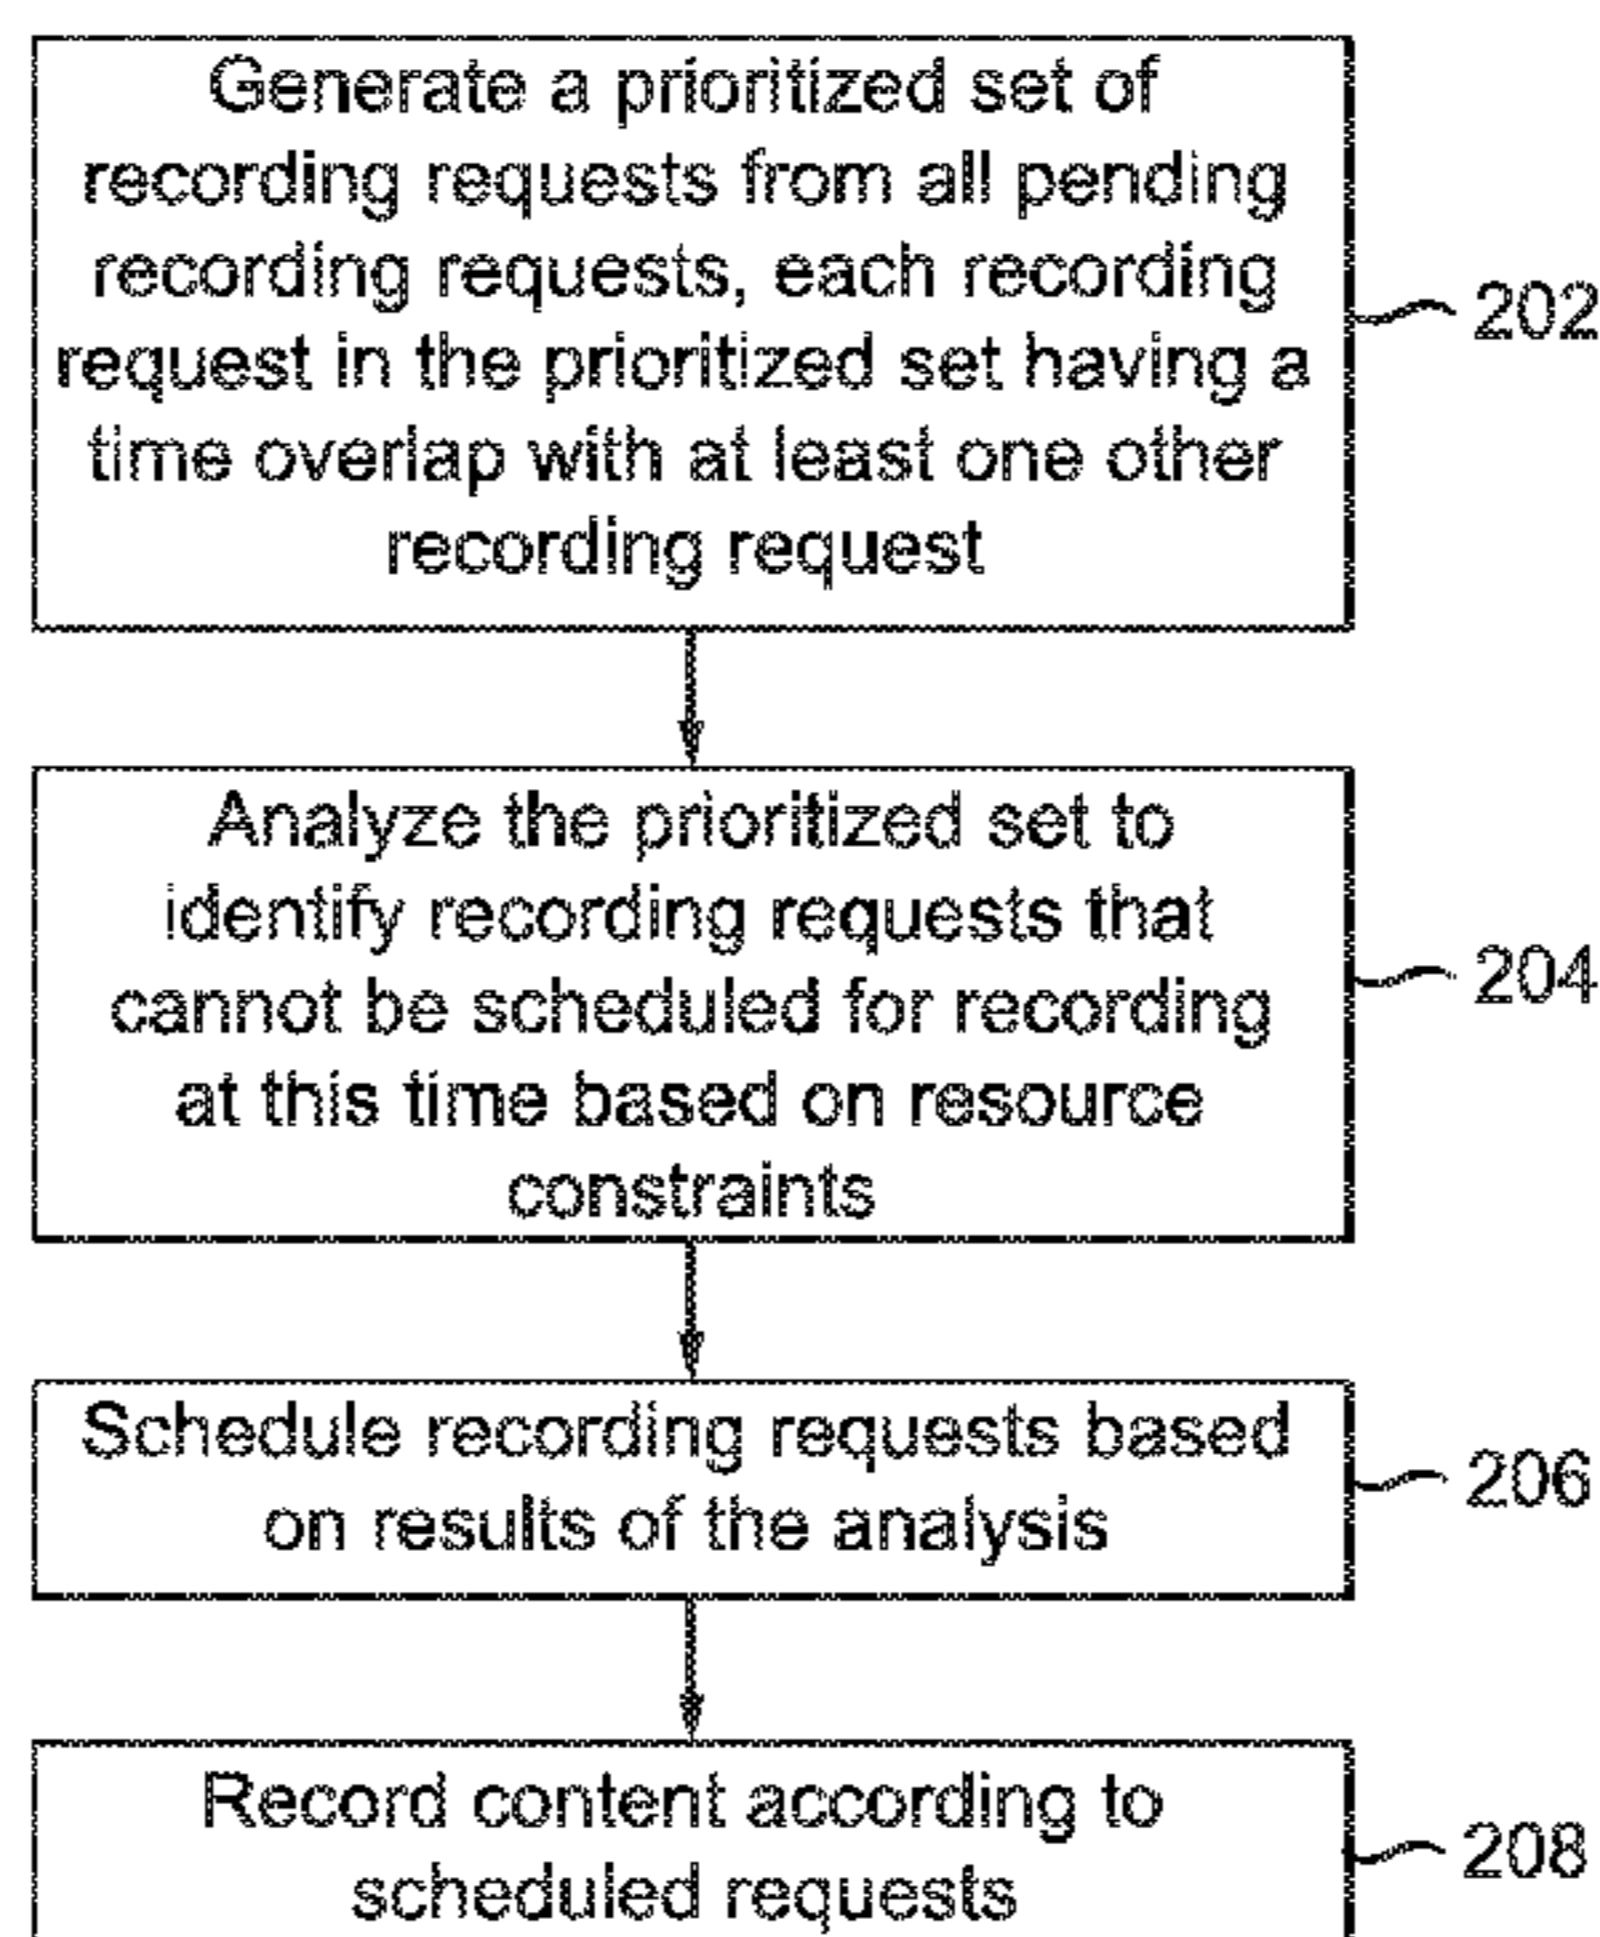 Generate a prioritized set of
recording requests from all pending
recording requests, each recording
request in the prioritized set having a
time overlap with at least one other
recording request
202
Analyze the prioritized set to
identify recording requests that
cannot be scheduled for recording
at this time based on resource
constraints
204
Schedule recording requests based
on results of the analysis
206
Record content according to
scheduled requests
208